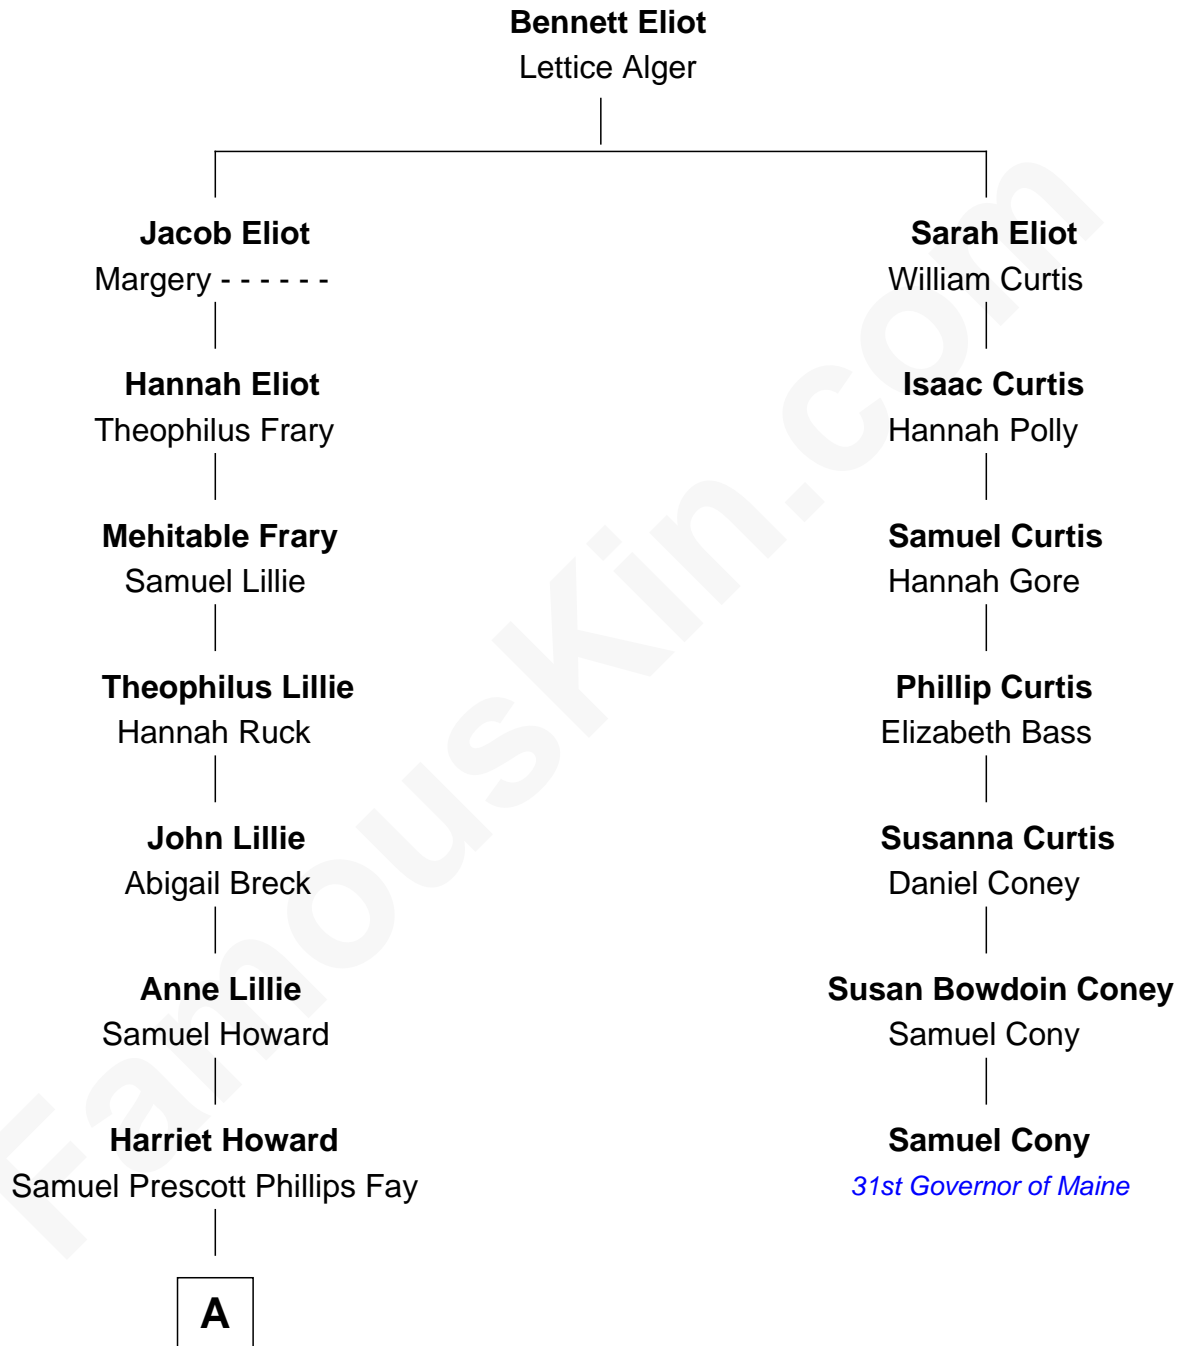 Bennett Eliot
Lettice Alger
Jacob Eliot
Margery - - - - - -
Hannah Eliot
Theophilus Frary
Mehitable Frary
Samuel Lillie
Theophilus Lillie
Hannah Ruck
John Lillie
Abigail Breck
Anne Lillie
Samuel Howard
Harriet Howard
Samuel Prescott Phillips Fay
A
Sarah Eliot
William Curtis
Isaac Curtis
Hannah Polly
Samuel Curtis
Hannah Gore
Phillip Curtis
Elizabeth Bass
Susanna Curtis
Daniel Coney
Susan Bowdoin Coney
Samuel Cony
Samuel Cony
31st Governor of Maine
FamousKin.com